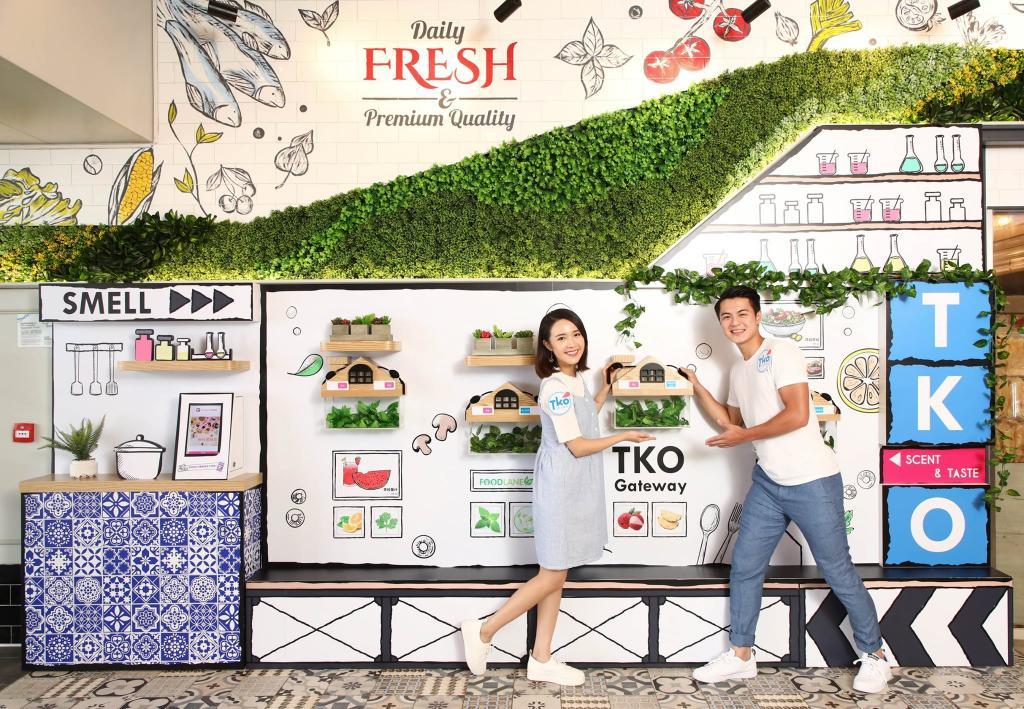 Daily
FRESH
&
Premium Quality
SMELL
FOODLANE
Tko
Tko
TKO
Gateway
T
K
SCENT
& TASTE
O